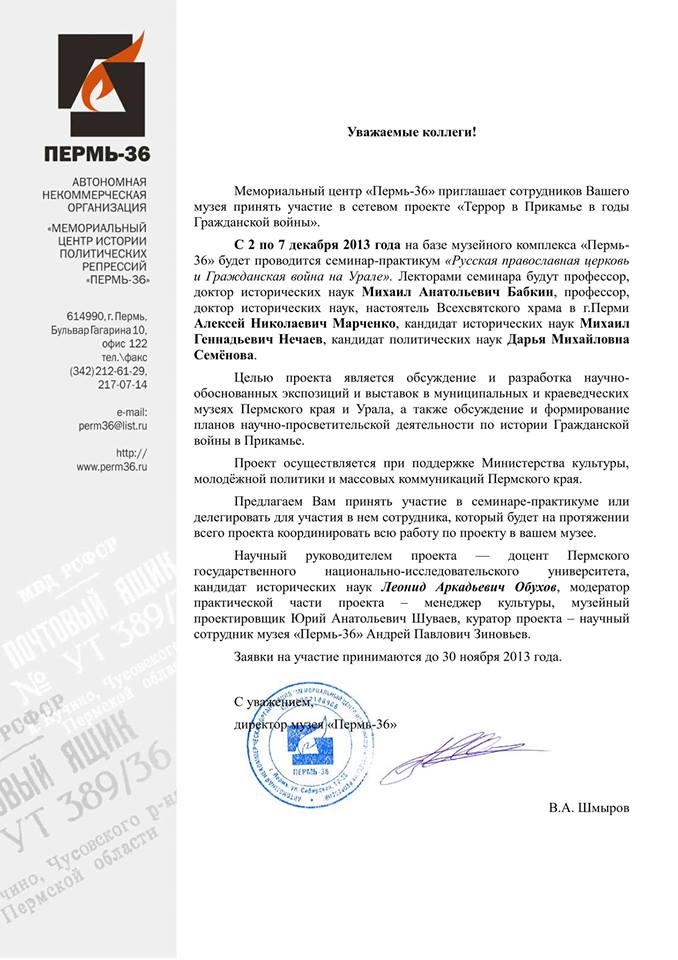 ПЕРМЬ-36
АВТОНОМНАЯ
НЕКОММЕРЧЕСКАЯ
ОРГАНИЗАЦИЯ
«МЕМОРИАЛЬНЫЙ
ЦЕНТР ИСТОРИИ
ПОЛИТИЧЕСКИХ
РЕПРЕССИЙ
«ПЕРМЬ-36»
614990, г. Пермь,
Бульвар Гагарина 10,
офис 122
тел.\факс
(342) 212-61-29,
217-07-14
e-mail:
perm36@list.ru
http://
www.perm36.ru
МВД РСФСР
ПОЧТОВЫЙ ЯЩИК
№ УТ 389/
Чусовского
Пермской области
РСФСР
ОВЫЙ ЯЩИК
УТ 389/36
чино, Чусовского р-на
Пермской области
Уважаемые коллеги!
Мемориальный центр «Пермь-36» приглашает сотрудников Вашего
музея принять участие в сетевом проекте «Террор в Прикамье в годы
Гражданской войны».
С 2 по 7 декабря 2013 года на базе музейного комплекса «Пермь-
36» будет проводится семинар-практикум «Русская православная церковь
и Гражданская война на Урале». Лекторами семинара будут профессор,
доктор исторических наук Михаил Анатольевич Бабкин, профессор,
доктор исторических наук, настоятель Всехсвятского храма в г.Перми
Алексей Николаевич Марченко, кандидат исторических наук Михаил
Геннадьевич Нечаев, кандидат политических наук Дарья Михайловна
Семёнова.
Целью проекта является обсуждение и разработка научно-
обоснованных экспозиций и выставок в муниципальных и краеведческих
музеях Пермского края и Урала, а также обсуждение и формирование
планов научно-просветительской деятельности по истории Гражданской
войны в Прикамье.
Проект осуществляется при поддержке Министерства культуры,
молодёжной политики и массовых коммуникаций Пермского края.
Предлагаем Вам принять участие в семинаре-практикуме или
делегировать для участия в нем сотрудника, который будет на протяжении
всего проекта координировать всю работу по проекту в вашем музее.
Научный руководителем проекта — доцент Пермского
государственного национально-исследовательского университета,
кандидат исторических наук Леонид Аркадьевич Обухов, модератор
практической части проекта – менеджер культуры, музейный
проектировщик Юрий Анатольевич Шуваев, куратор проекта – научный
сотрудник музея «Пермь-36» Андрей Павлович Зиновьев.
Заявки на участие принимаются до 30 ноября 2013 года.
С уважением,
директор музея «Пермь-36»
ПЕРМЬ-36
В.А. Шмыров